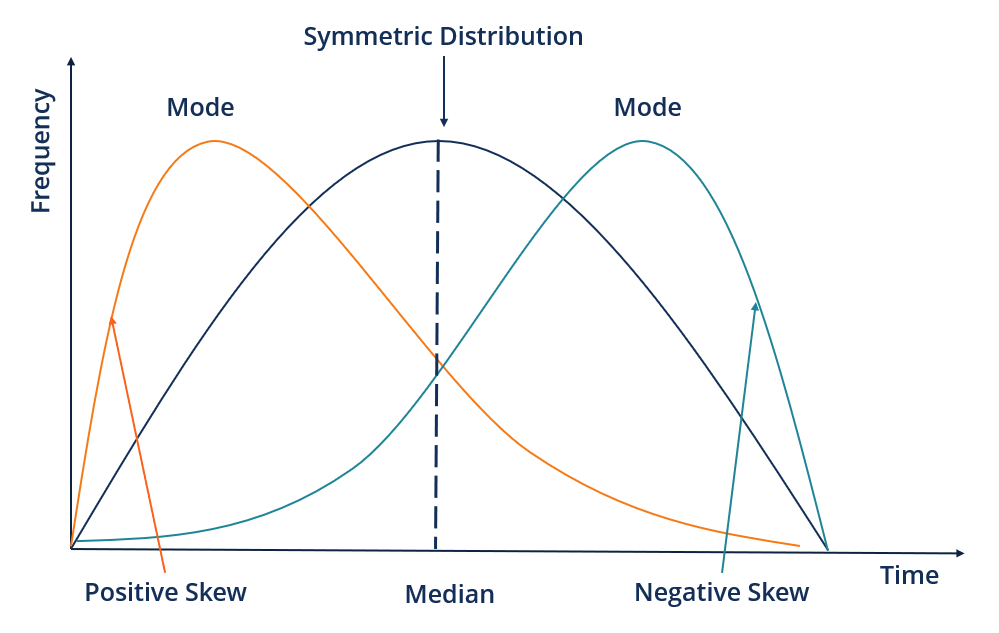 Symmetric Distribution
Mode
Mode
Frequency
Time
Positive Skew
Median
Negative Skew